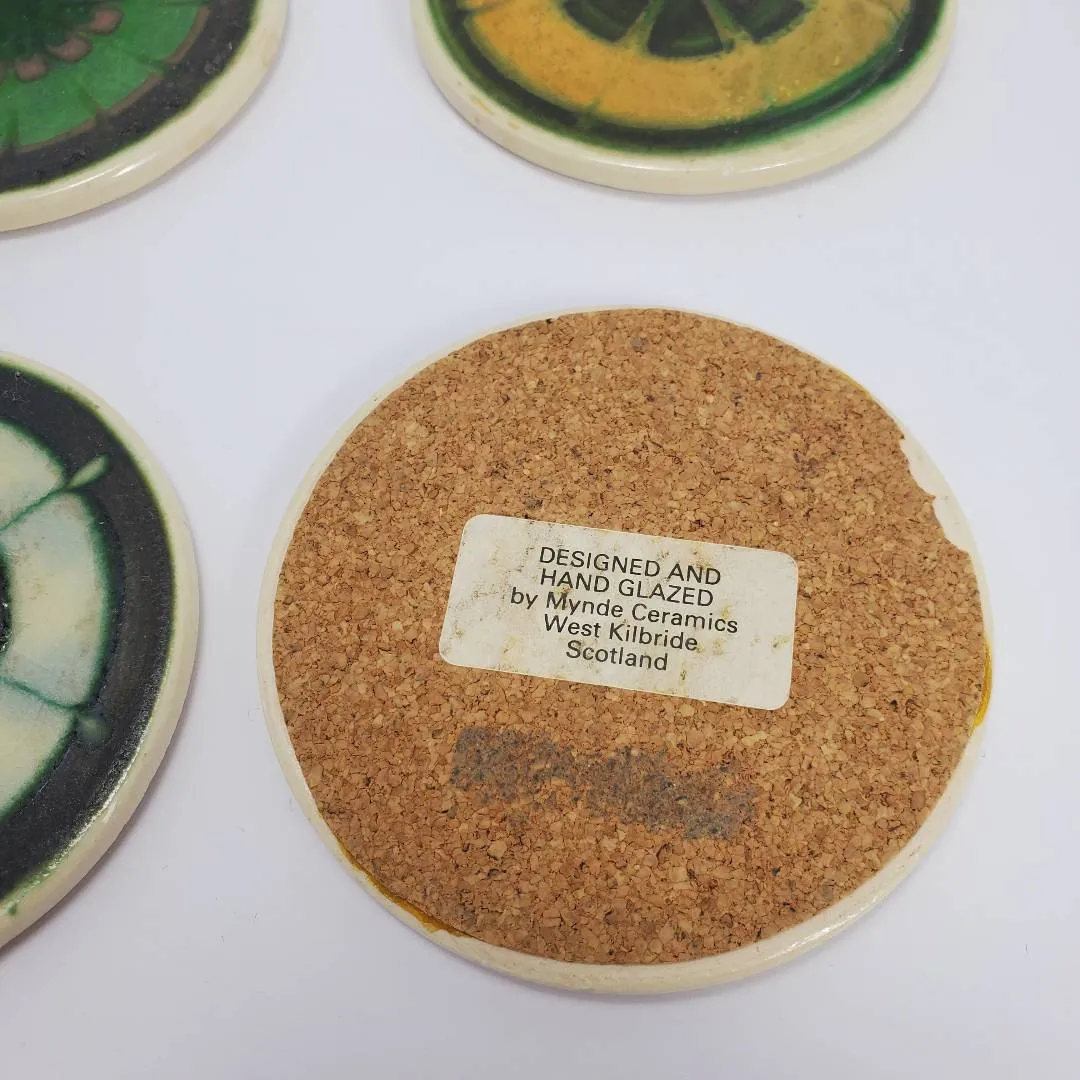 DESIGNED AND
HAND GLAZED
by Mynde Ceramics
West Kilbride
Scotland